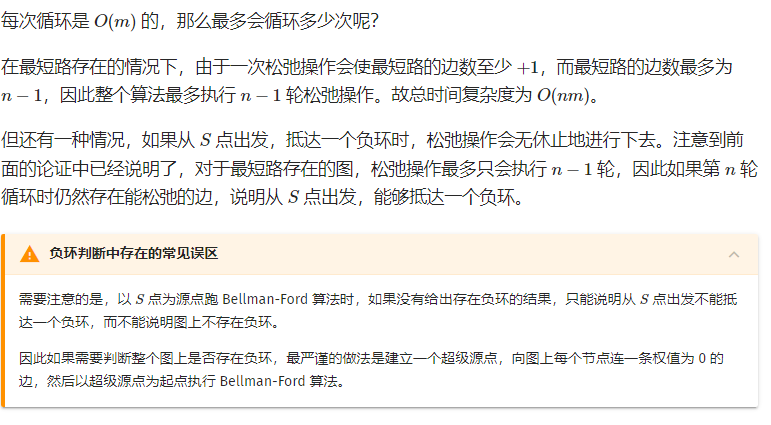 每次循环是 O(m) 的，那么最多会循环多少次呢？
在最短路存在的情况下，由于一次松弛操作会使最短路的边数至少 +1，而最短路的边数最多为
n − 1，因此整个算法最多执行 n − 1 轮松弛操作。故总时间复杂度为 O(nm)。
但还有一种情况，如果从 S 点出发，抵达一个负环时，松弛操作会无休止地进行下去。注意到前
面的论证中已经说明了，对于最短路存在的图，松弛操作最多只会执行 n − 1 轮，因此如果第 n 轮
循环时仍然存在能松弛的边，说明从 S 点出发，能够抵达一个负环。
负环判断中存在的常见误区
需要注意的是，以 S 点为源点跑 Bellman-Ford 算法时，如果没有给出存在负环的结果，只能说明从 S 点出发不能抵
达一个负环，而不能说明图上不存在负环。
因此如果需要判断整个图上是否存在负环，最严谨的做法是建立一个超级源点，向图上每个节点连一条权值为 0 的
边，然后以超级源点为起点执行 Bellman-Ford 算法。